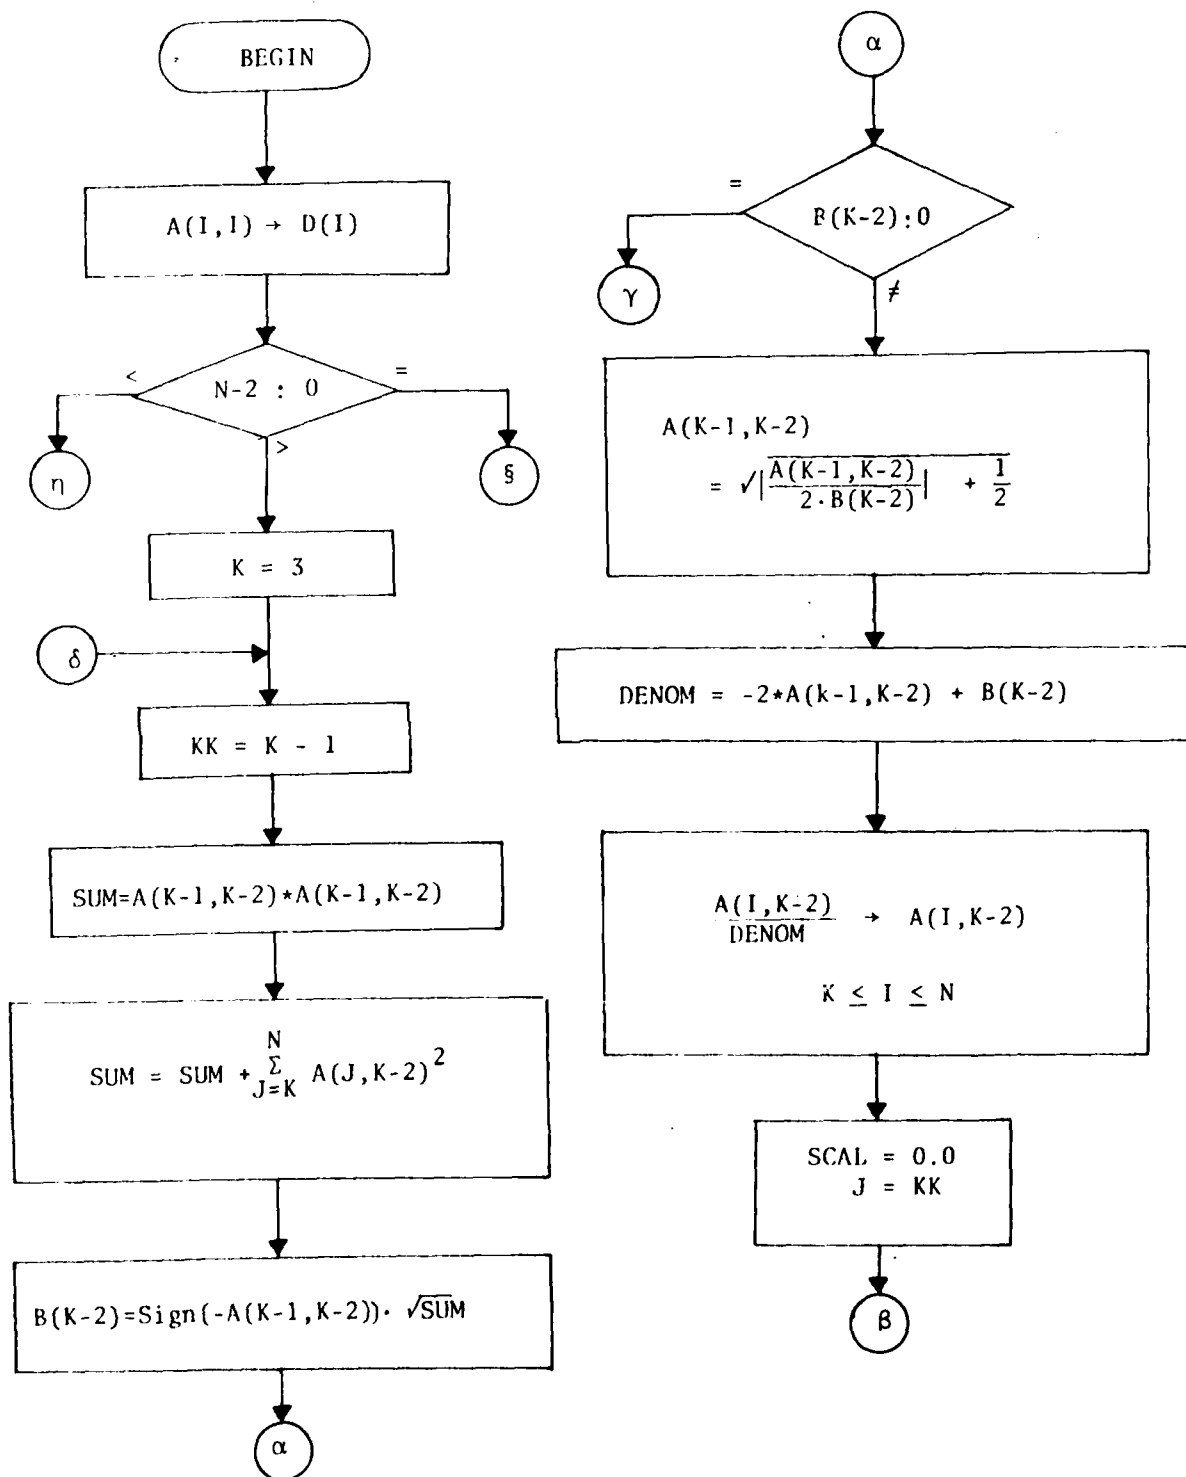 BEGIN
A(I,1) → D(I)
N-2 : 0
<
=
>
η
§
K = 3
δ
KK = K - 1
SUM=A(K-1,K-2)*A(K-1,K-2)
SUM = SUM + Σ A(J,K-2)²
N
J=K
B(K-2)=Sign(-A(K-1,K-2))· √SUM
α
α
B(K-2):0
=
≠
γ
A(K-1,K-2)
= √|A(K-1,K-2)/2·B(K-2)| + 1/2
DENOM = -2*A(k-1,K-2) + B(K-2)
A(I,K-2)/DENOM → A(I,K-2)
K ≤ I ≤ N
SCAL = 0.0
J = KK
β